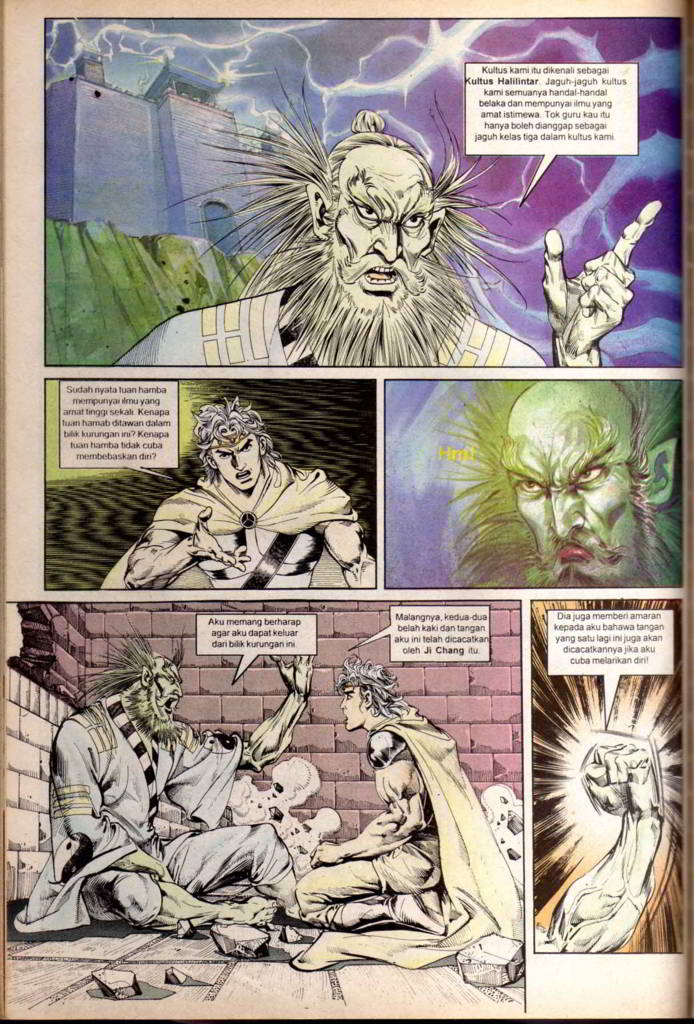 Kultus kami itu dikenali sebagai
Kultus Halilintar. Jaguh-jaguh kultus
kami semuanya handal-handal
belaka dan mempunyai ilmu yang
amat istimewa. Tok guru kau itu
hanya boleh dianggap sebagai
jaguh kelas tiga dalam kultus kami.
Sudah nyata tuan hamba
mempunyai ilmu yang
amat tinggi sekali. Kenapa
tuan hamab ditawan dalam
bilik kurungan ini? Kenapa
tuan hamba tidak cuba
membebaskan diri?
Hm!
Aku memang berharap
agar aku dapat keluar
dari bilik kurungan ini.
Malangnya, kedua-dua
belah kaki dan tangan
aku ini telah dicacatkan
oleh Ji Chang itu.
Dia juga memberi amaran
kepada aku bahawa tangan
yang satu lagi ini juga akan
dicacatkannya jika aku
cuba melarikan diri!